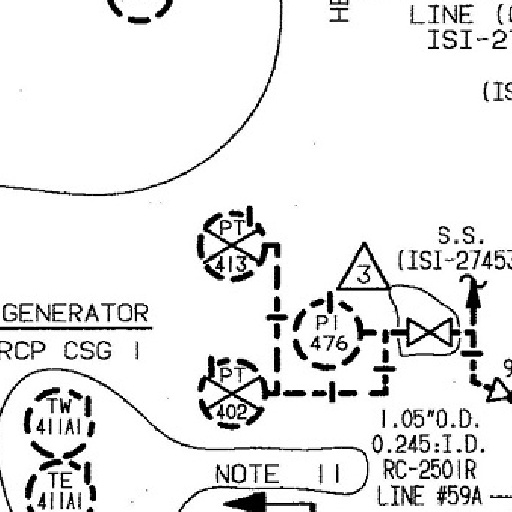 HE
LINE (
ISI-27
(IS
PT
413
S.S.
(ISI-27453
3
GENERATOR
RCP CSG 1
PI
476
PT
402
TW
411A1
TE
411A1
1.05"O.D.
0.245:I.D.
RC-2501R
LINE #59A
NOTE 11
9